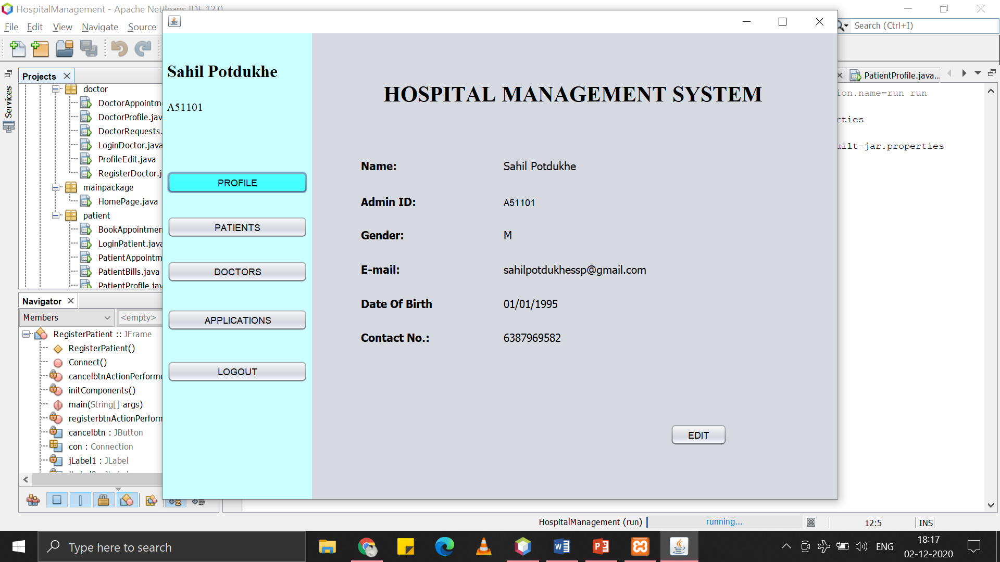 HospitalManagement - Apache NetBeans IDE 12.0
File Edit View Navigate Source
Search (Ctrl+I)
Services
Projects
doctor
DoctorAppointm
DoctorProfile.jav
DoctorRequests.
LoginDoctor.java
ProfileEdit.java
RegisterDoctor.j
mainpackage
HomePage.java
patient
BookAppointmen
LoginPatient.java
PatientAppointm
PatientBills.java
PatientProfile.jav
Navigator
Members
<empty>
RegisterPatient :: JFrame
RegisterPatient()
Connect()
cancelbtnActionPerforme
initComponents()
main(String[] args)
registerbtnActionPerforn
cancelbtn : JButton
con : Connection
jLabel1 : JLabel
Sahil Potdukhe
A51101
PROFILE
PATIENTS
DOCTORS
APPLICATIONS
LOGOUT
HOSPITAL MANAGEMENT SYSTEM
Name: Sahil Potdukhe
Admin ID: A51101
Gender: M
E-mail: sahilpotdukhessp@gmail.com
Date Of Birth 01/01/1995
Contact No.: 6387969582
EDIT
PatientProfile.java...
ion.name=run run
rties
uilt-jar.properties
HospitalManagement (run) running...
12:5 INS
Type here to search
ENG
18:17
02-12-2020